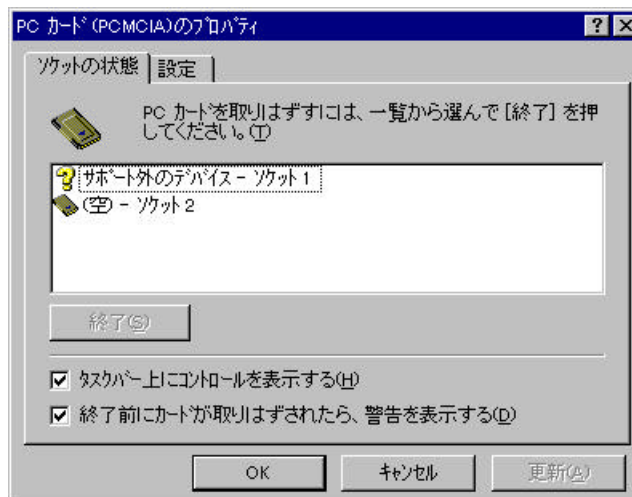 PC カード(PCMCIA)のプロパティ
ソケットの状態 設定
PC カードを取りはずすには、一覧から選んで [終了] を押
してください。(T)
サポート外のデバイス - ソケット 1
(空) - ソケット 2
終了(S)
タスクバー上にコントロールを表示する(H)
終了前にカードが取りはずされたら、警告を表示する(D)
OK キャンセル 更新(A)